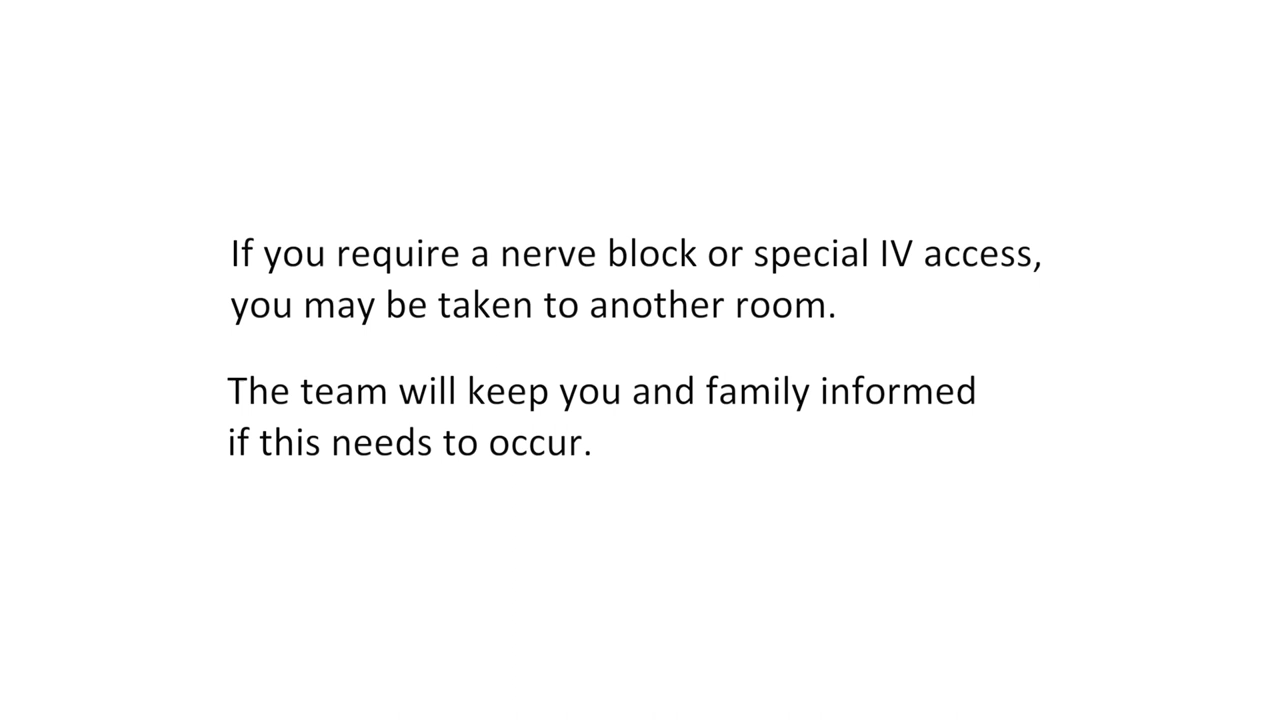 If you require a nerve block or special IV access,
you may be taken to another room.
The team will keep you and family informed
if this needs to occur.